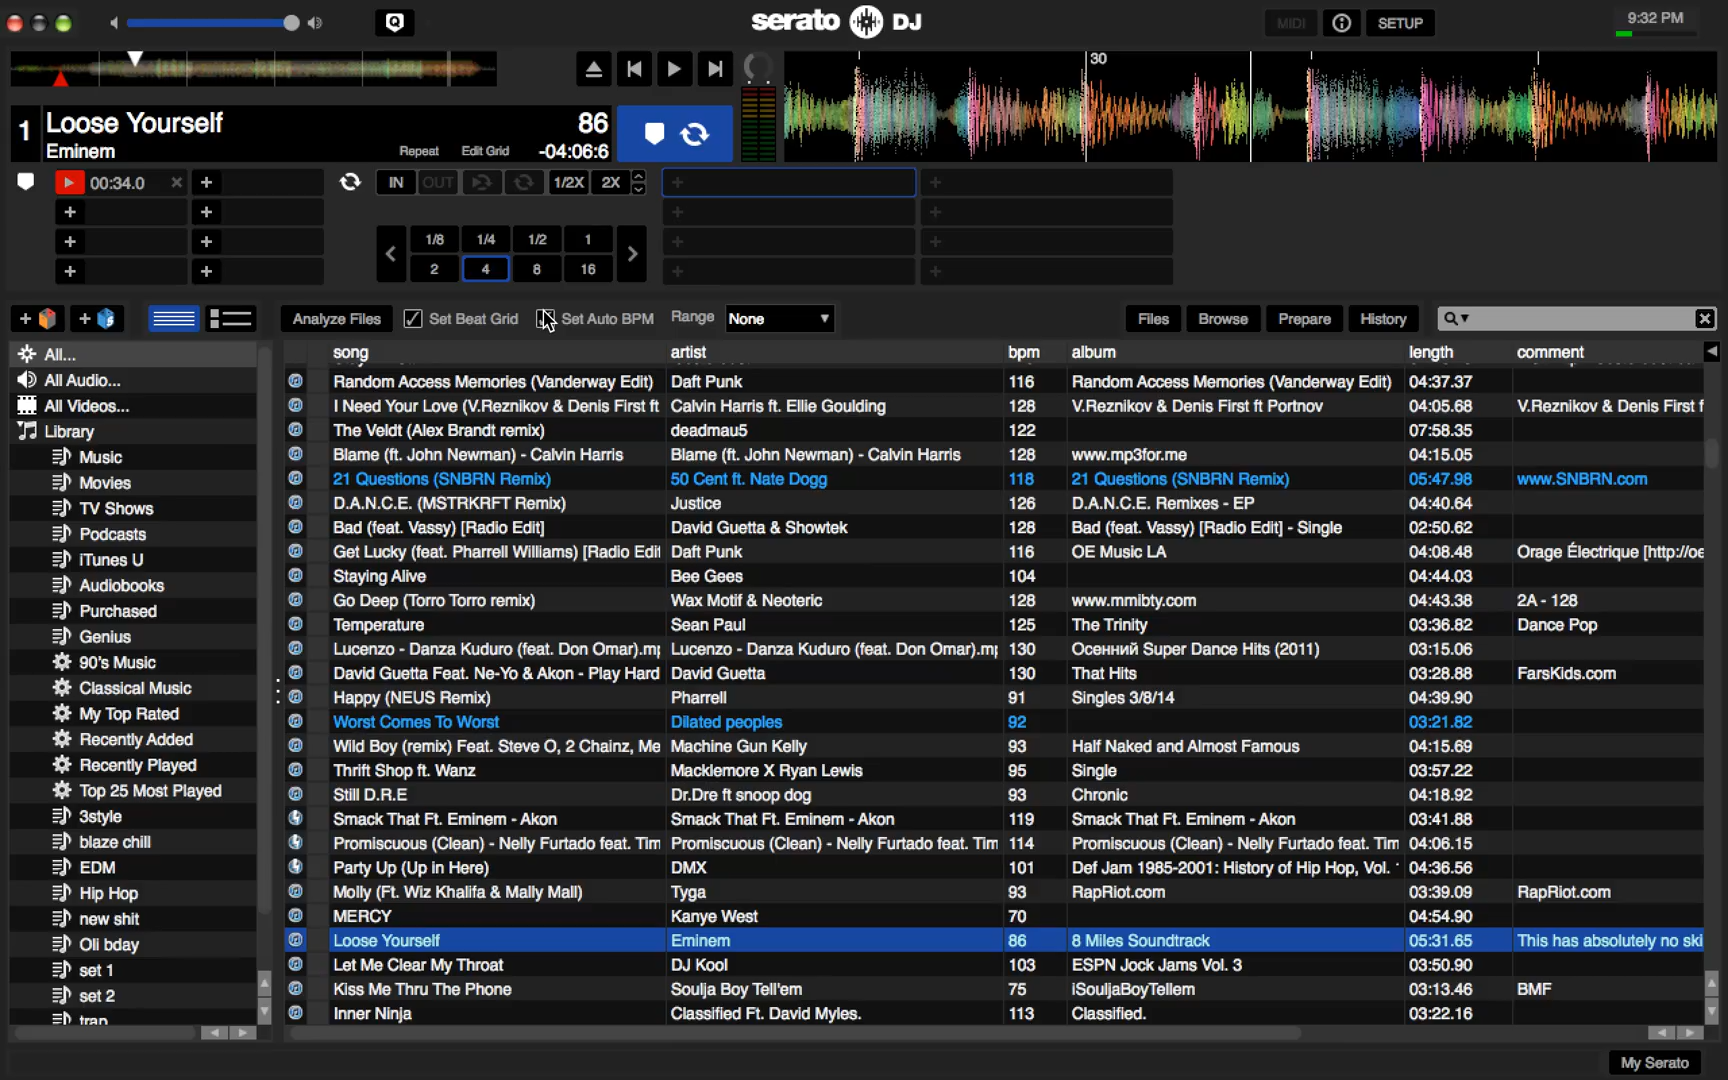 serato DJ
MIDI
SETUP
9:32 PM
30
1
Loose Yourself
86
Eminem
Repeat
Edit Grid
-04:06:6
00:34.0
IN OUT 1/2X 2X
1/8 1/4 1/2 1
2 4 8 16
Analyze Files
Set Beat Grid
Set Auto BPM
Range None
Files Browse Prepare History
All...
All Audio...
All Videos...
Library
Music
Movies
TV Shows
Podcasts
iTunes U
Audiobooks
Purchased
Genius
90's Music
Classical Music
My Top Rated
Recently Added
Recently Played
Top 25 Most Played
3style
blaze chill
EDM
Hip Hop
new shit
Oli bday
set 1
set 2
trap
song artist bpm album length comment
Random Access Memories (Vanderway Edit) Daft Punk 116 Random Access Memories (Vanderway Edit) 04:37.37
I Need Your Love (V.Reznikov & Denis First ft Calvin Harris ft. Ellie Goulding 128 V.Reznikov & Denis First ft Portnov 04:05.68 V.Reznikov & Denis First f
The Veldt (Alex Brandt remix) deadmau5 122 07:58.35
Blame (ft. John Newman) - Calvin Harris Blame (ft. John Newman) - Calvin Harris 128 www.mp3for.me 04:15.05
21 Questions (SNBRN Remix) 50 Cent ft. Nate Dogg 118 21 Questions (SNBRN Remix) 05:47.98 www.SNBRN.com
D.A.N.C.E. (MSTRKRFT Remix) Justice 126 D.A.N.C.E. Remixes - EP 04:40.64
Bad (feat. Vassy) [Radio Edit] David Guetta & Showtek 128 Bad (feat. Vassy) [Radio Edit] - Single 02:50.62
Get Lucky (feat. Pharrell Williams) [Radio Edit Daft Punk 116 OE Music LA 04:08.48 Orage Électrique [http://oe
Staying Alive Bee Gees 104 04:44.03
Go Deep (Torro Torro remix) Wax Motif & Neoteric 128 www.mmibty.com 04:43.38 2A - 128
Temperature Sean Paul 125 The Trinity 03:36.82 Dance Pop
Lucenzo - Danza Kuduro (feat. Don Omar).mp Lucenzo - Danza Kuduro (feat. Don Omar).mp 130 Осенний Super Dance Hits (2011) 03:15.06
David Guetta Feat. Ne-Yo & Akon - Play Hard David Guetta 130 That Hits 03:28.88 FarsKids.com
Happy (NEUS Remix) Pharrell 91 Singles 3/8/14 04:39.90
Worst Comes To Worst Dilated peoples 92 03:21.82
Wild Boy (remix) Feat. Steve O, 2 Chainz, Me Machine Gun Kelly 93 Half Naked and Almost Famous 04:15.69
Thrift Shop ft. Wanz Macklemore X Ryan Lewis 95 Single 03:57.22
Still D.R.E Dr.Dre ft snoop dog 93 Chronic 04:18.92
Smack That Ft. Eminem - Akon Smack That Ft. Eminem - Akon 119 Smack That Ft. Eminem - Akon 03:41.88
Promiscuous (Clean) - Nelly Furtado feat. Tim Promiscuous (Clean) - Nelly Furtado feat. Tim 114 Promiscuous (Clean) - Nelly Furtado feat. Tim 04:06.15
Party Up (Up in Here) DMX 101 Def Jam 1985-2001: History of Hip Hop, Vol. 04:36.56
Molly (Ft. Wiz Khalifa & Mally Mall) Tyga 93 RapRiot.com 03:39.09 RapRiot.com
MERCY Kanye West 70 04:54.90
Loose Yourself Eminem 86 8 Miles Soundtrack 05:31.65 This has absolutely no ski
Let Me Clear My Throat DJ Kool 103 ESPN Jock Jams Vol. 3 03:50.90
Kiss Me Thru The Phone Soulja Boy Tell'em 75 iSouljaBoyTellem 03:13.46 BMF
Inner Ninja Classified Ft. David Myles. 113 Classified. 03:22.16
My Serato